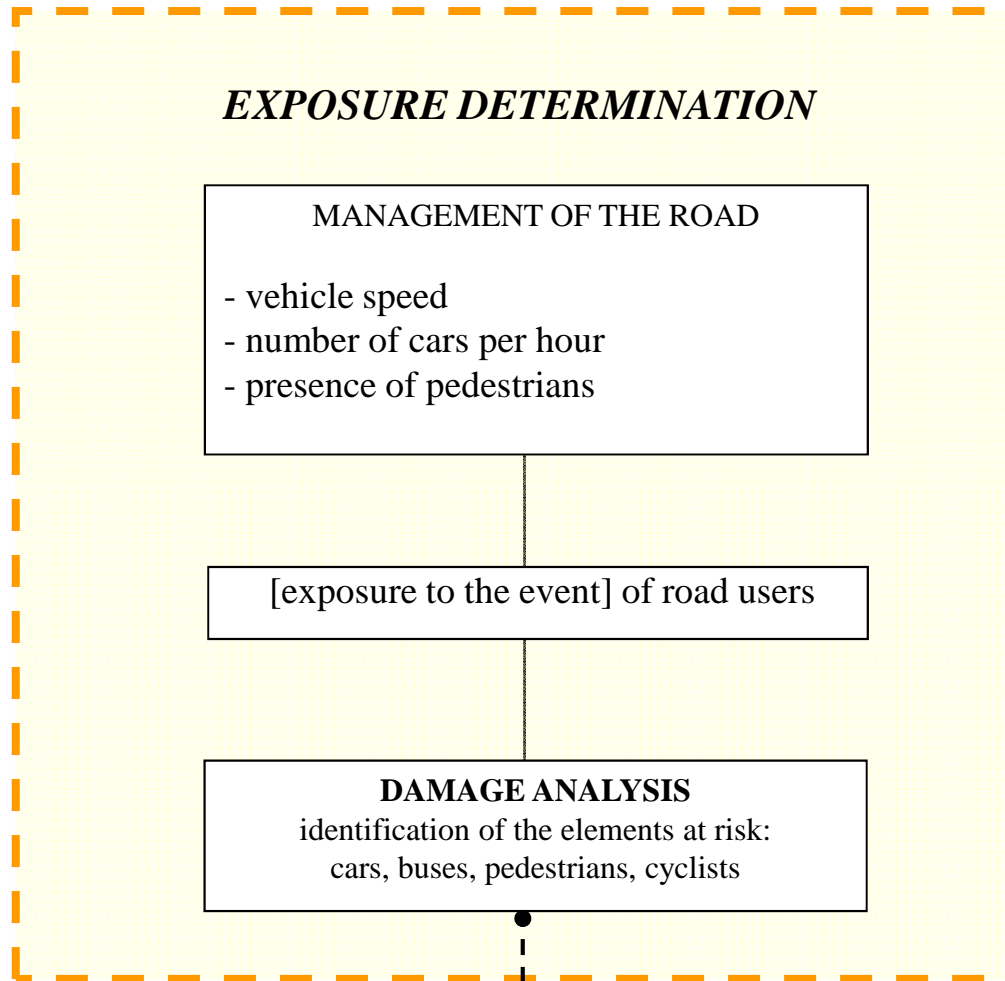 EXPOSURE DETERMINATION
MANAGEMENT OF THE ROAD
- vehicle speed
- number of cars per hour
- presence of pedestrians
[exposure to the event] of road users
DAMAGE ANALYSIS
identification of the elements at risk:
cars, buses, pedestrians, cyclists